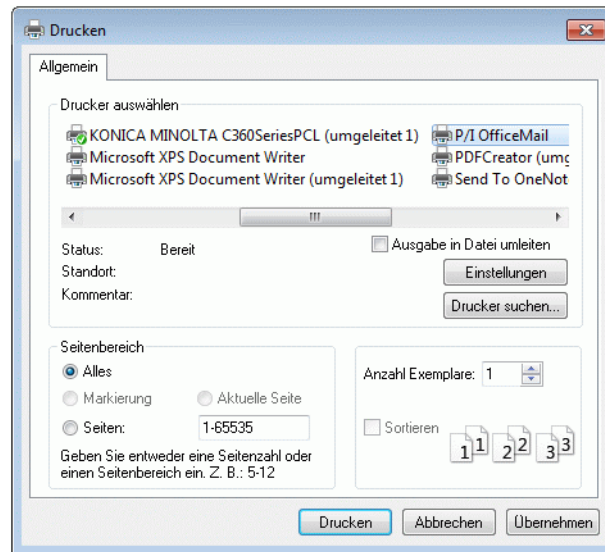 Drucken
Allgemein
Drucker auswählen
KONICA MINOLTA C360SeriesPCL (umgeleitet 1)
P/I OfficeMail
Microsoft XPS Document Writer
PDFCreator (umg
Microsoft XPS Document Writer (umgeleitet 1)
Send To OneNot
Status: Bereit
Ausgabe in Datei umleiten
Standort:
Einstellungen
Kommentar:
Drucker suchen...
Seitenbereich
Alles
Markierung
Aktuelle Seite
Seiten: 1-65535
Geben Sie entweder eine Seitenzahl oder
einen Seitenbereich ein. Z. B.: 5-12
Anzahl Exemplare: 1
Sortieren
1 1 2 2 3 3
Drucken
Abbrechen
Übernehmen